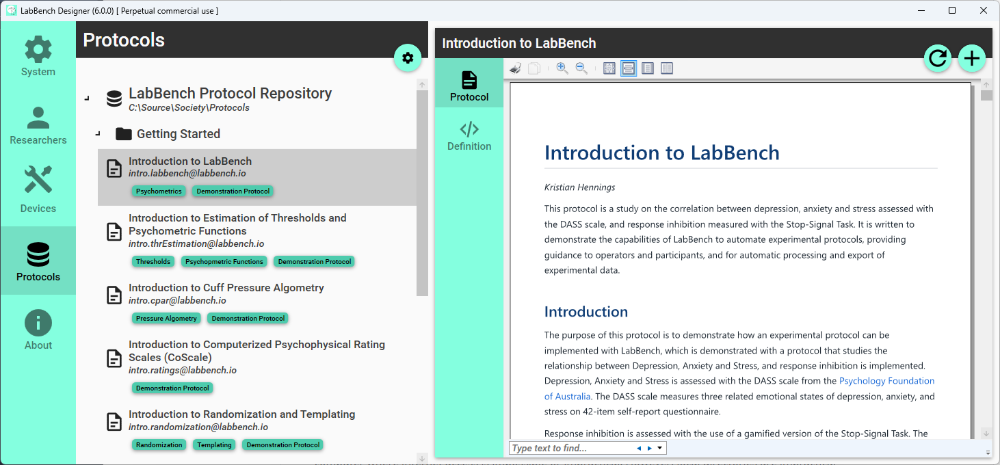 LabBench Designer (6.0.0) [ Perpetual commercial use ]
System
Researchers
Devices
Protocols
About
Protocols
LabBench Protocol Repository
C:\Source\Society\Protocols
Getting Started
Introduction to LabBench
intro.labbench@labbench.io
Psychometrics Demonstration Protocol
Introduction to Estimation of Thresholds and
Psychometric Functions
intro.thrEstimation@labbench.io
Thresholds Psychopmetric Functions Demonstration Protocol
Introduction to Cuff Pressure Algometry
intro.cpar@labbench.io
Pressure Algometry Demonstration Protocol
Introduction to Computerized Psychophysical Rating
Scales (CoScale)
intro.ratings@labbench.io
Demonstration Protocol
Introduction to Randomization and Templating
intro.randomization@labbench.io
Randomization Templating Demonstration Protocol
Introduction to LabBench
Protocol
Definition
Introduction to LabBench
Kristian Hennings
This protocol is a study on the correlation between depression, anxiety and stress assessed with
the DASS scale, and response inhibition measured with the Stop-Signal Task. It is written to
demonstrate the capabilities of LabBench to automate experimental protocols, providing
guidance to operators and participants, and for automatic processing and export of
experimental data.
Introduction
The purpose of this protocol is to demonstrate how an experimental protocol can be
implemented with LabBench, which is demonstrated with a protocol that studies the
relationship between Depression, Anxiety and Stress, and response inhibition is implemented.
Depression, Anxiety and Stress is assessed with the DASS scale from the Psychology Foundation
of Australia. The DASS scale measures three related emotional states of depression, anxiety, and
stress on 42-item self-report questionnaire.
Response inhibition is assessed with the use of a gamified version of the Stop-Signal Task. The
Type text to find...